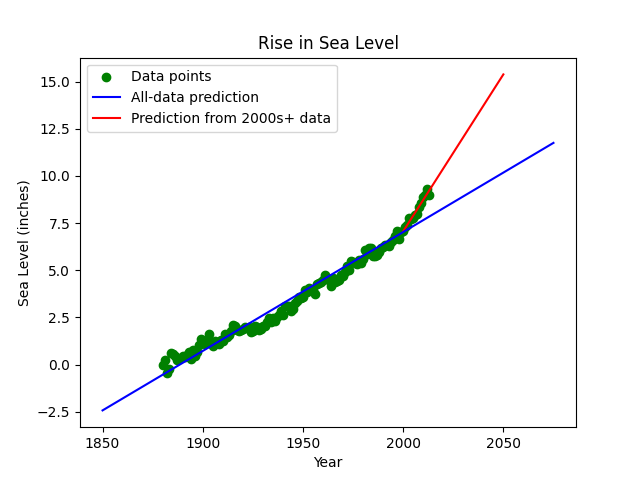 Rise in Sea Level
Data points
All-data prediction
Prediction from 2000s+ data
15.0
12.5
10.0
7.5
5.0
2.5
0.0
−2.5
Sea Level (inches)
1850
1900
1950
2000
2050
Year